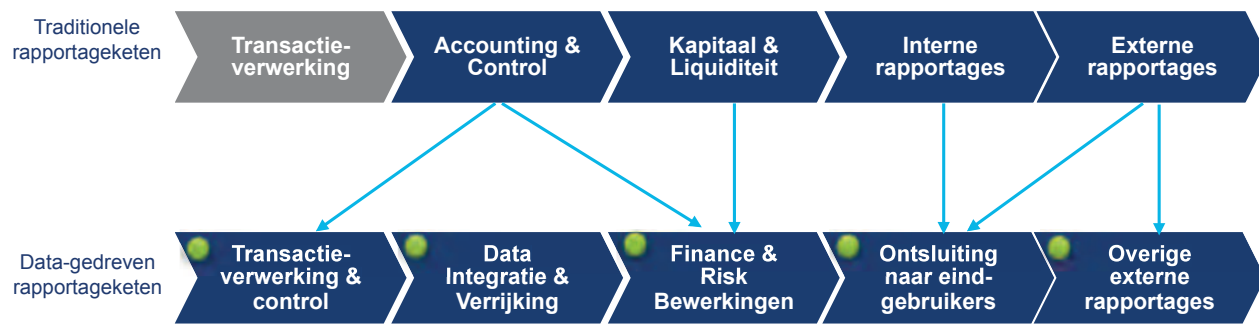 Traditionele
rapportageketen
Transactie-
verwerking
Accounting &
Control
Kapitaal &
Liquiditeit
Interne
rapportages
Externe
rapportages
Data-gedreven
rapportageketen
Transactie-
verwerking &
control
Data
Integratie &
Verrijking
Finance &
Risk
Bewerkingen
Ontsluiting
naar eind-
gebruikers
Overige
externe
rapportages